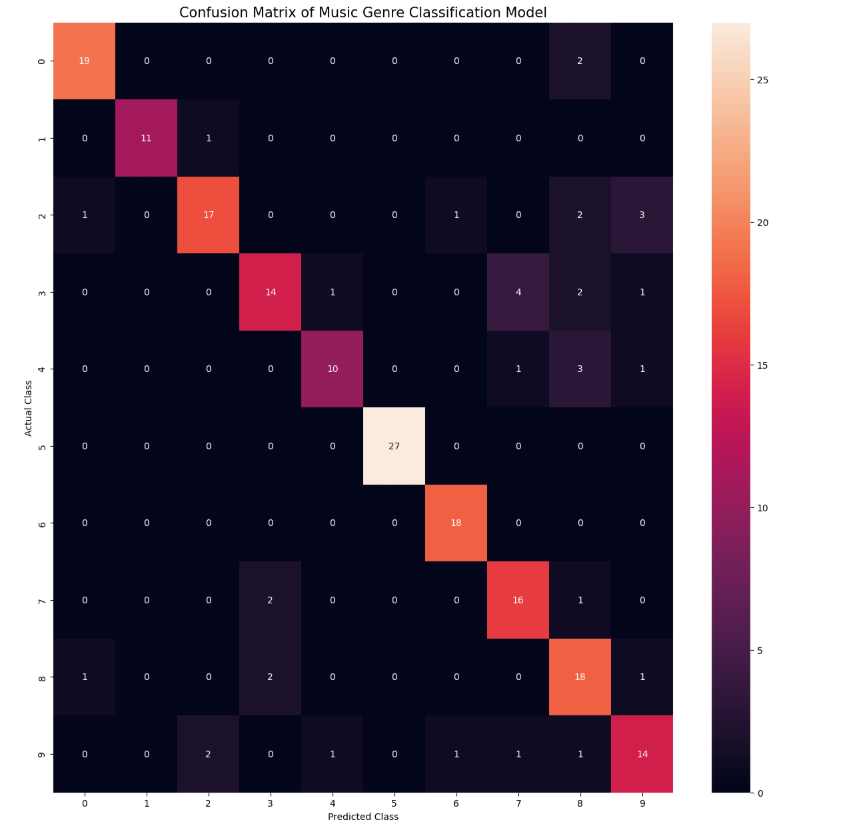 Confusion Matrix of Music Genre Classification Model
0 19 0 0 0 0 0 0 0 2 0
1 0 11 1 0 0 0 0 0 0 0
2 1 0 17 0 0 0 1 0 2 3
3 0 0 0 14 1 0 0 4 2 1
4 0 0 0 0 10 0 0 1 3 1
5 0 0 0 0 0 27 0 0 0 0
6 0 0 0 0 0 0 18 0 0 0
7 0 0 0 2 0 0 0 16 1 0
8 1 0 0 2 0 0 0 0 18 1
9 0 0 2 0 1 0 1 1 1 14
Actual Class
0 1 2 3 4 5 6 7 8 9
Predicted Class
25
20
15
10
5
0